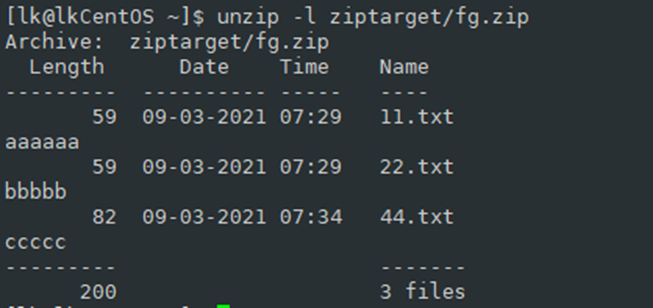 [lk@lkCentOS ~]$ unzip -l ziptarget/fg.zip
Archive:  ziptarget/fg.zip
  Length      Date    Time    Name
---------  ---------- -----   ----
       59  09-03-2021 07:29   11.txt
aaaaaa
       59  09-03-2021 07:29   22.txt
bbbbb
       82  09-03-2021 07:34   44.txt
ccccc
---------                     -------
      200                     3 files